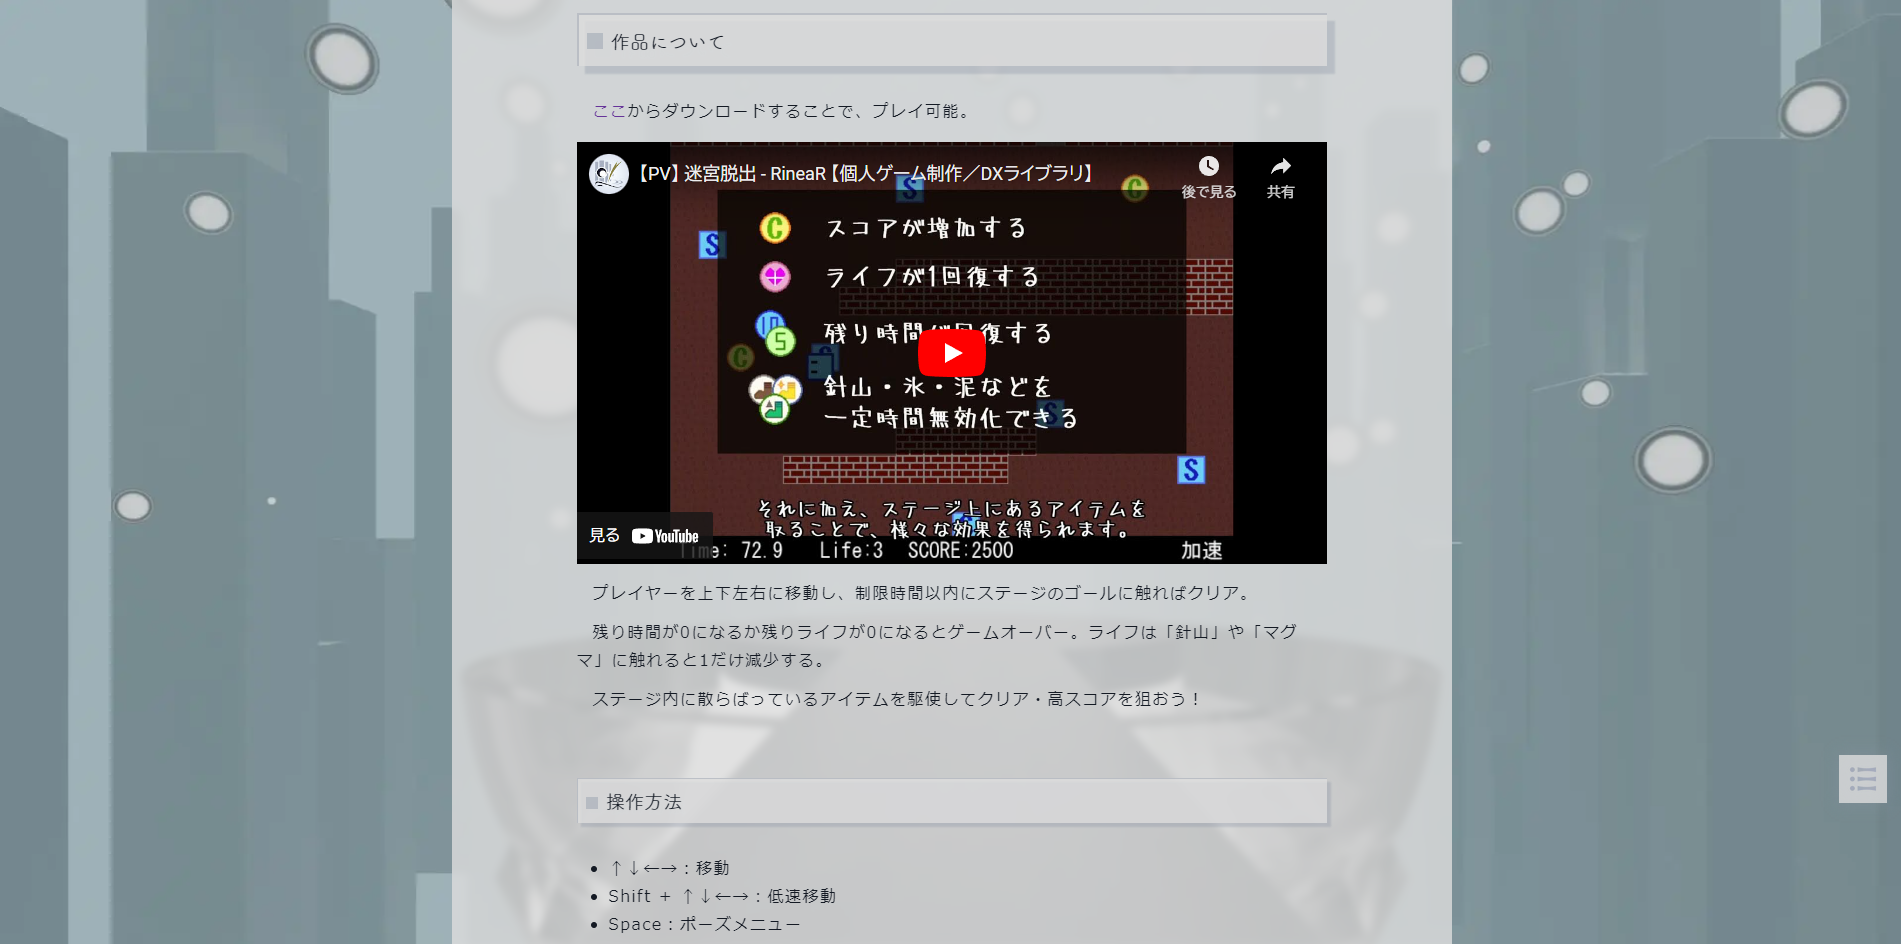 作品について
ここからダウンロードすることで、プレイ可能。
【PV】迷宮脱出 - RineaR【個人ゲーム制作／DXライブラリ】
後で見る
共有
S
C
S
C スコアが増加する
ライフが1回復する
10
5
残り時間が回復する
C
S
針山・氷・泥などを
一定時間無効化できる
S
S
それに加え、ステージ上にあるアイテムを
取ることで、様々な効果を得られます。
見る YouTube
Time: 72.9 Life:3 SCORE:2500 加速
プレイヤーを上下左右に移動し、制限時間以内にステージのゴールに触ればクリア。
残り時間が0になるか残りライフが0になるとゲームオーバー。ライフは「針山」や「マグ
マ」に触れると1だけ減少する。
ステージ内に散らばっているアイテムを駆使してクリア・高スコアを狙おう！
操作方法
↑↓←→：移動
Shift + ↑↓←→：低速移動
Space：ポーズメニュー